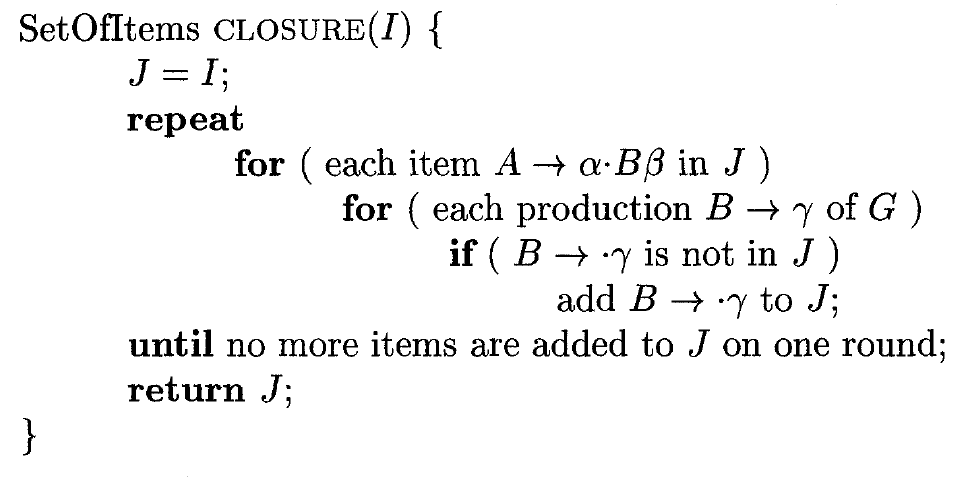 SetOfItems CLOSURE(I) {
J = I;
repeat
for ( each item A → α·Bβ in J )
for ( each production B → γ of G )
if ( B → ·γ is not in J )
add B → ·γ to J;
until no more items are added to J on one round;
return J;
}